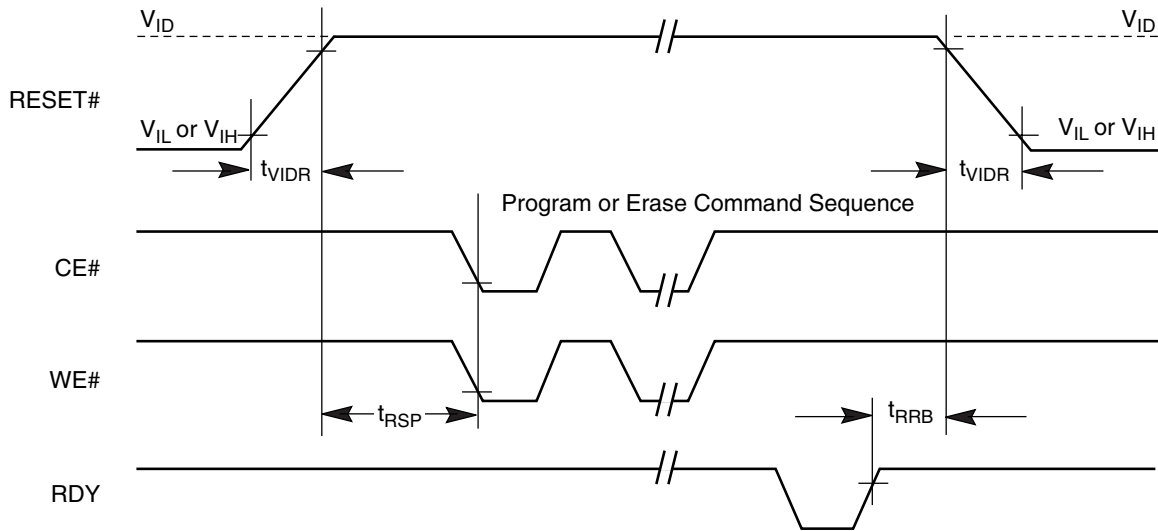 VID
VID
RESET#
VIL or VIH
VIL or VIH
tVIDR
tVIDR
Program or Erase Command Sequence
CE#
WE#
tRSP
tRRB
RDY